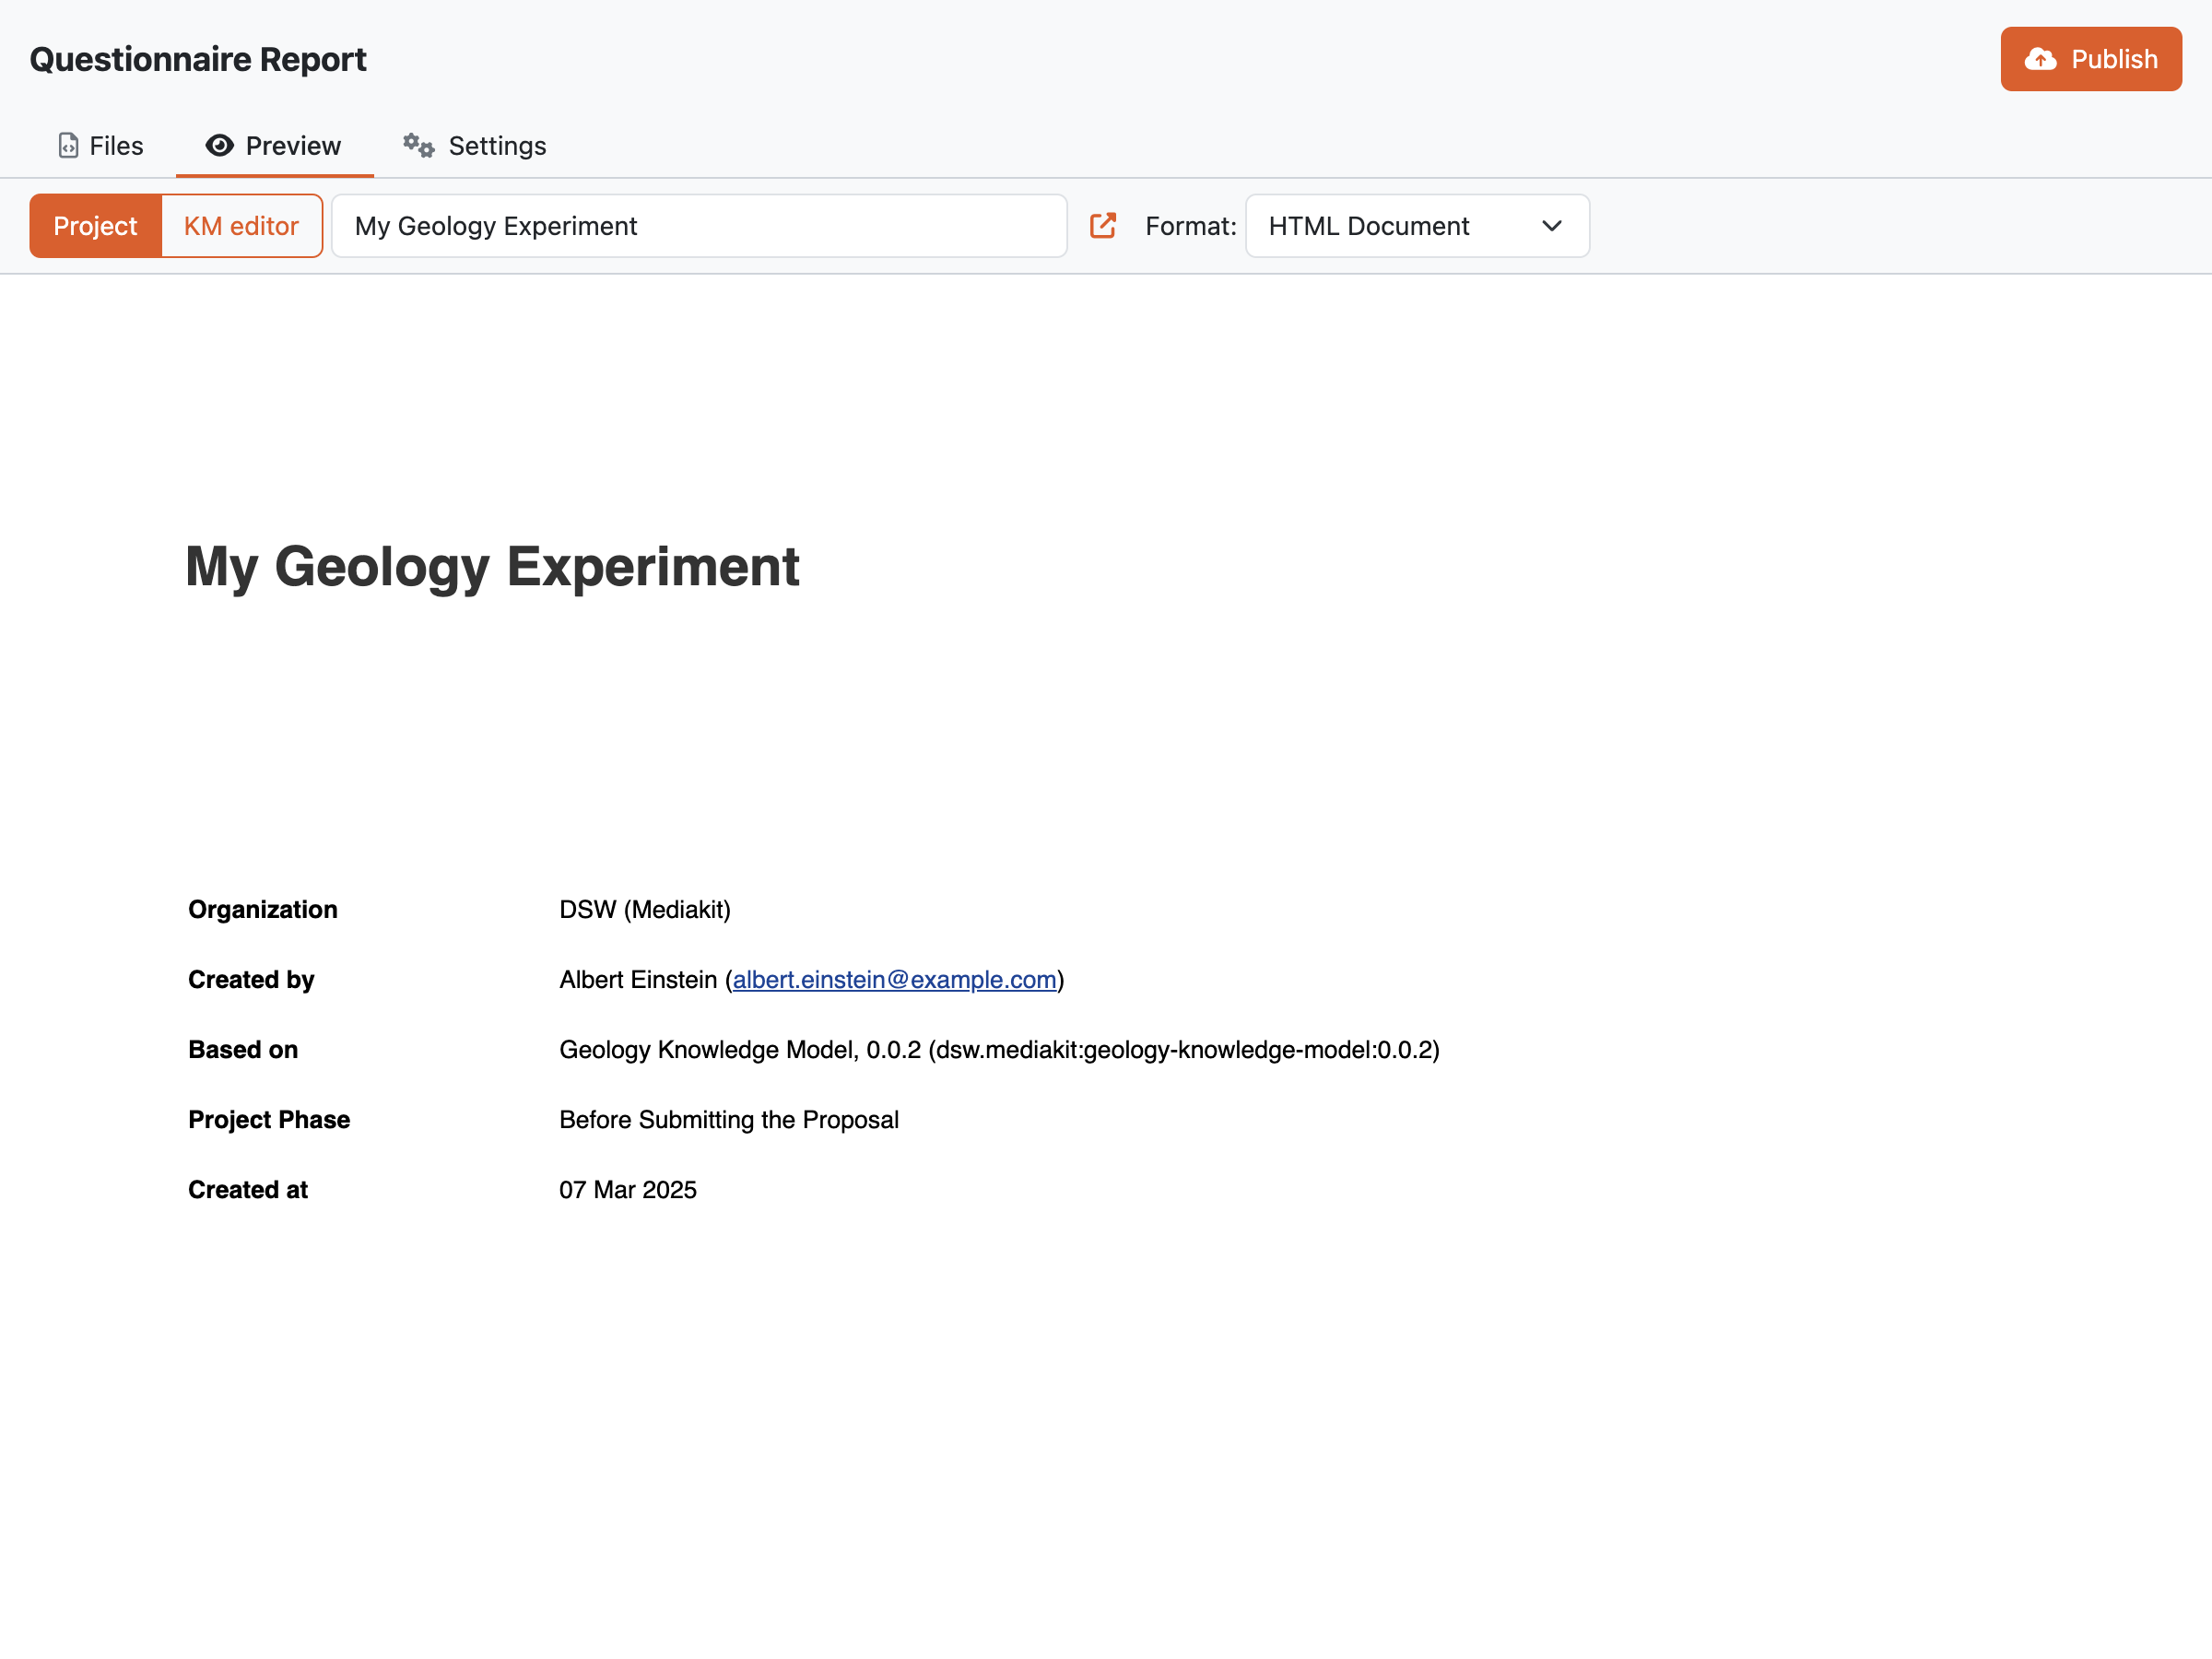 Questionnaire Report
Publish
Files Preview Settings
Project KM editor My Geology Experiment Format: HTML Document
My Geology Experiment
Organization DSW (Mediakit)
Created by Albert Einstein (albert.einstein@example.com)
Based on Geology Knowledge Model, 0.0.2 (dsw.mediakit:geology-knowledge-model:0.0.2)
Project Phase Before Submitting the Proposal
Created at 07 Mar 2025